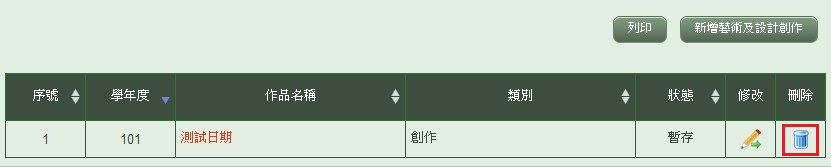 列印 新增藝術及設計創作
序號 學年度 作品名稱 類別 狀態 修改 刪除
1 101 測試日期 創作 暫存